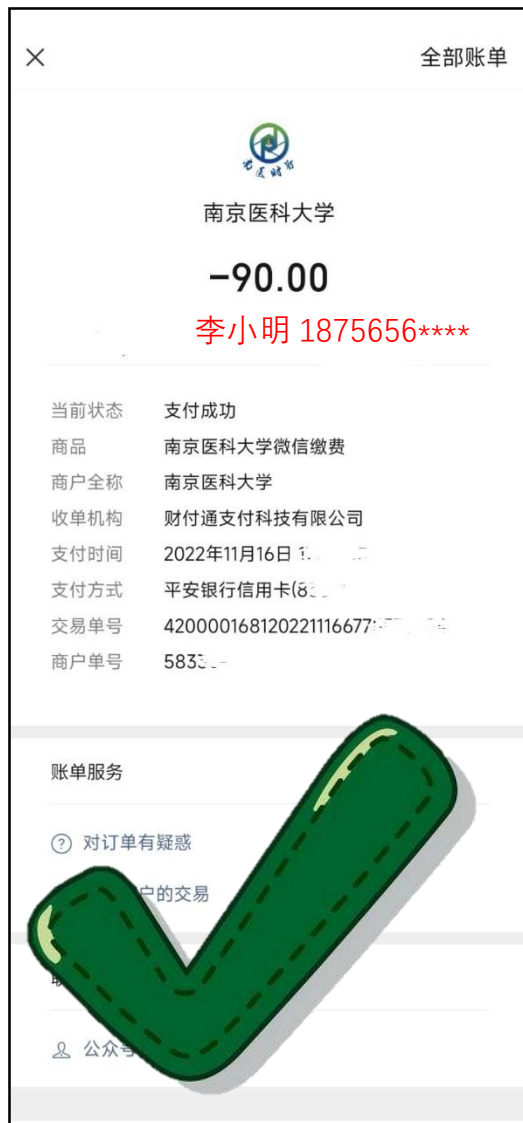 全部账单
南京医科大学
-90.00
李小明 1875656****
当前状态 支付成功
商品 南京医科大学微信缴费
商户全称 南京医科大学
收单机构 财付通支付科技有限公司
支付时间 2022年11月16日
支付方式 平安银行信用卡(8
交易单号 420000168120221116677
商户单号 583
账单服务
对订单有疑惑
户的交易
公众号